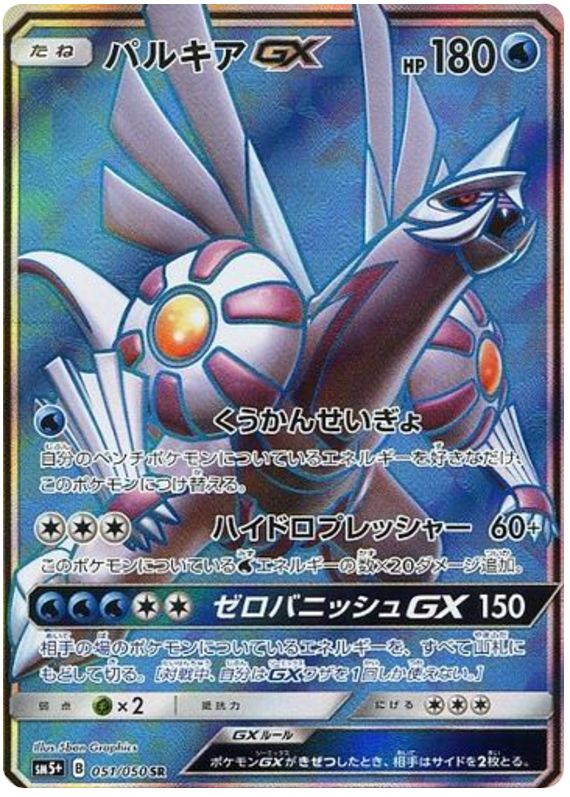 たね パルキアGX HP 180
くうかんせいぎょ
自分のベンチポケモンについているエネルギーを好きなだけ、
このポケモンにつけ替える。
ハイドロプレッシャー 60+
このポケモンについているエネルギーの数×20ダメージ追加。
ゼロバニッシュGX 150
相手の場のポケモンについているエネルギーを、すべて山札に
もどして切る。[対戦中、自分はGXワザを1回しか使えない。]
弱点 ×2 抵抗力 にげる
GXルール
Illus. 5ban Graphics
ポケモンGXがきぜつしたとき、相手はサイドを2枚とる。
SM5+ B 051/050 SR